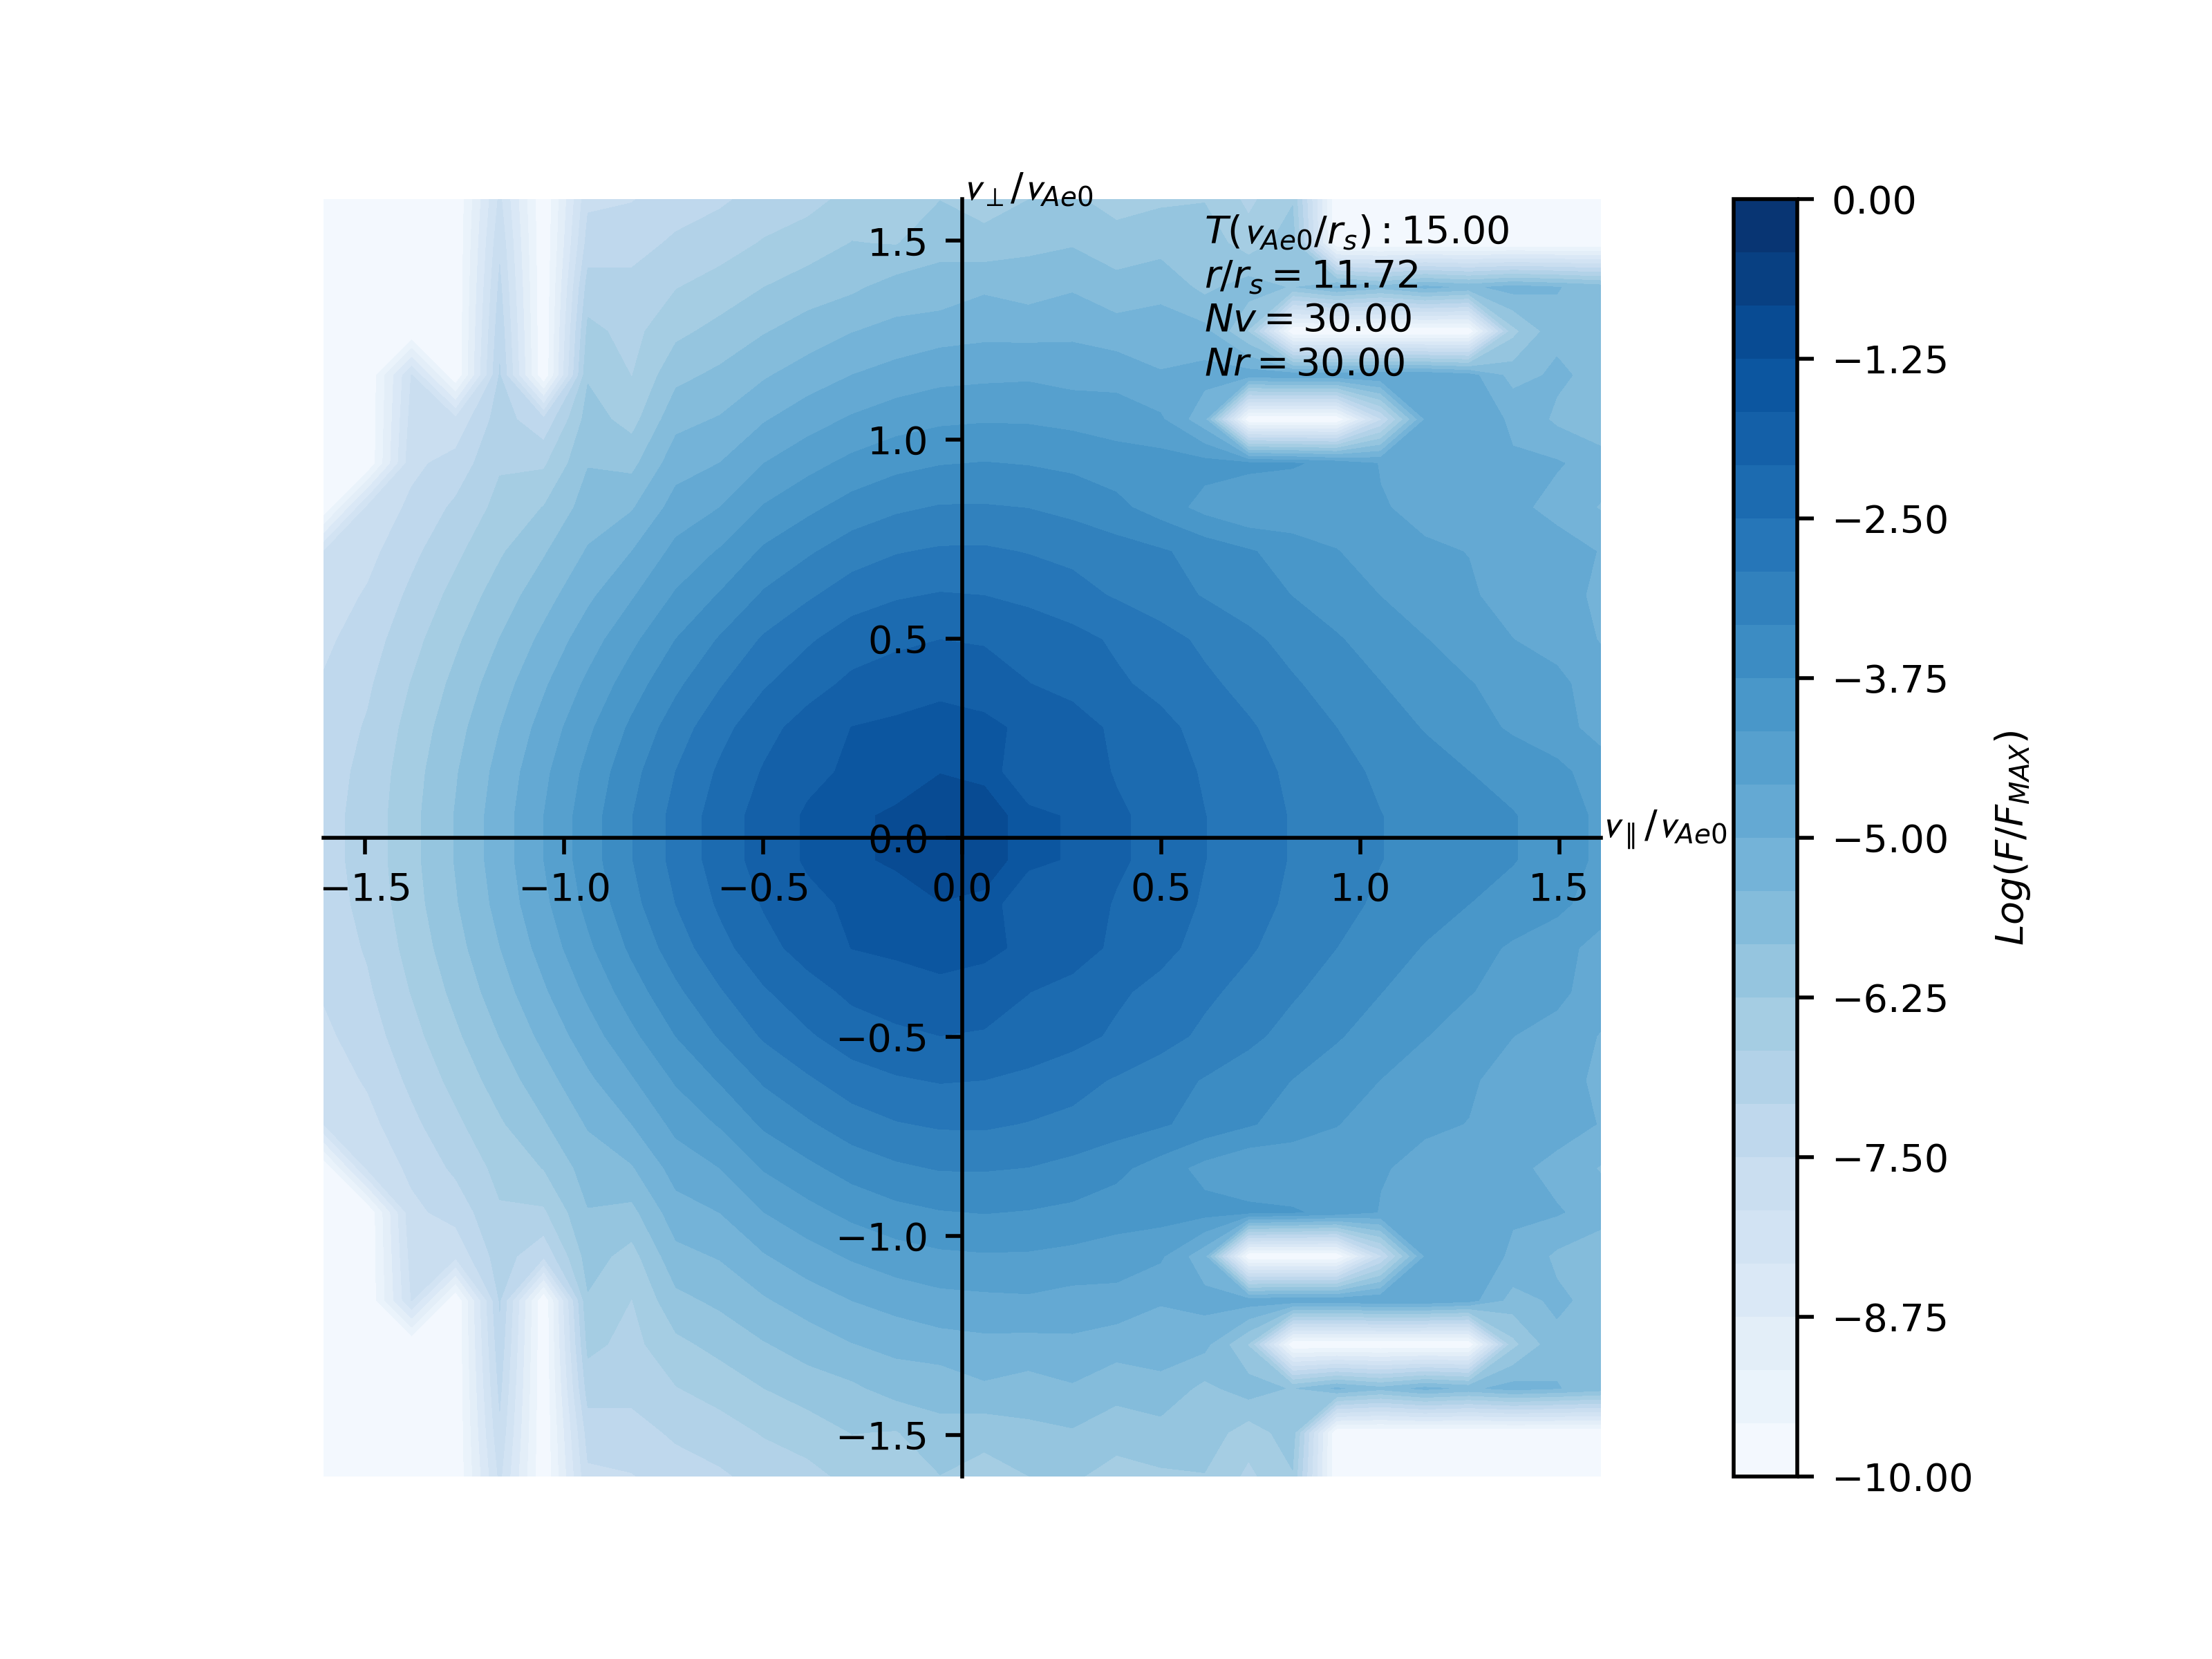 v⊥/vAe0
T(vAe0/rs) : 15.00
r/rs = 11.72
Nv = 30.00
Nr = 30.00
1.5
1.0
0.5
0.0
−0.5
−1.0
−1.5
−1.5 −1.0 −0.5 0.0 0.5 1.0 1.5
v∥/vAe0
0.00
−1.25
−2.50
−3.75
−5.00
−6.25
−7.50
−8.75
−10.00
Log(F/FMAX)